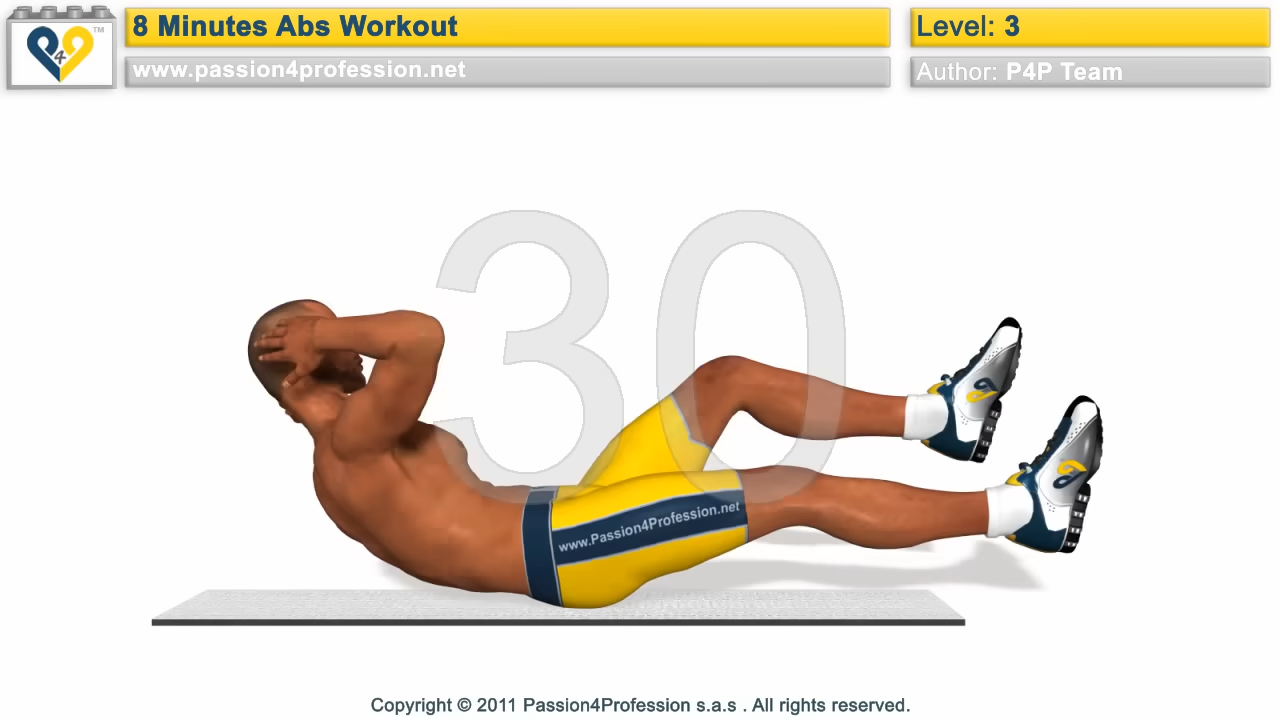 8 Minutes Abs Workout
Level: 3
www.passion4profession.net
Author: P4P Team
P4P™
30
www.Passion4Profession.net
Copyright © 2011 Passion4Profession s.a.s . All rights reserved.